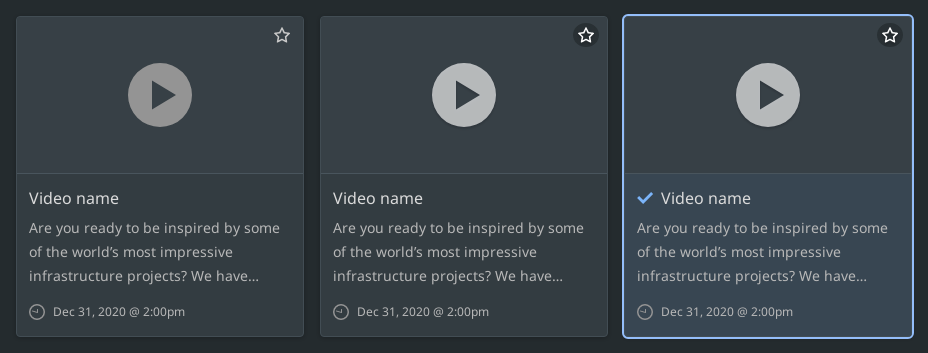 Video name
Are you ready to be inspired by some
of the world’s most impressive
infrastructure projects? We have...
Dec 31, 2020 @ 2:00pm
Video name
Are you ready to be inspired by some
of the world’s most impressive
infrastructure projects? We have...
Dec 31, 2020 @ 2:00pm
Video name
Are you ready to be inspired by some
of the world’s most impressive
infrastructure projects? We have...
Dec 31, 2020 @ 2:00pm